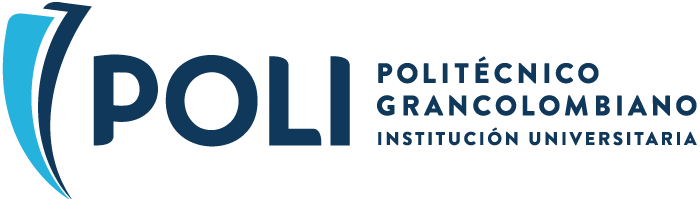 POLI
POLITÉCNICO
GRANCOLOMBIANO
INSTITUCIÓN UNIVERSITARIA